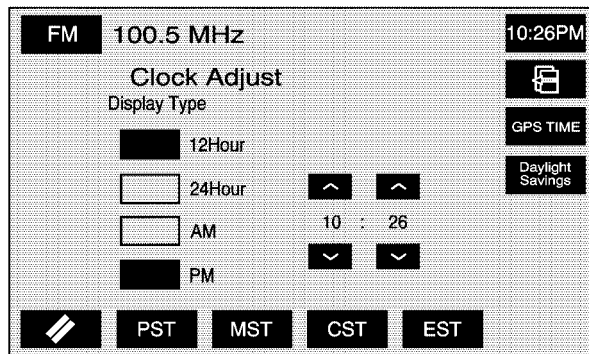 FM 100.5 MHz 10:26PM
Clock Adjust
Display Type
GPS TIME
12Hour
Daylight
Savings
24Hour
10 : 26
AM
PM
PST MST CST EST